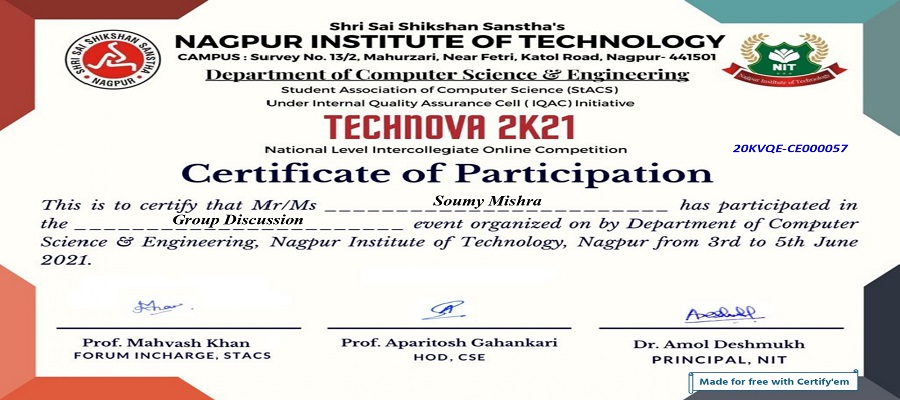 Shri Sai Shikshan Sanstha's
NAGPUR INSTITUTE OF TECHNOLOGY
CAMPUS : Survey No. 13/2, Mahurzari, Near Fetri, Katol Road, Nagpur- 441501
Department of Computer Science & Engineering
Student Association of Computer Science (StACS)
Under Internal Quality Assurance Cell ( IQAC) Initiative
SHRI SAI SHIKSHAN SANSTHA
NAGPUR
NIT
Nagpur Institute of Technology
TECHNOVA 2K21
National Level Intercollegiate Online Competition
20KVQE-CE000057
Certificate of Participation
This is to certify that Mr/Ms Soumy Mishra has participated in
the Group Discussion event organized on by Department of Computer
Science & Engineering, Nagpur Institute of Technology, Nagpur from 3rd to 5th June
2021.
Prof. Mahvash Khan
FORUM INCHARGE, STACS
Prof. Aparitosh Gahankari
HOD, CSE
Dr. Amol Deshmukh
PRINCIPAL, NIT
Made for free with Certify'em